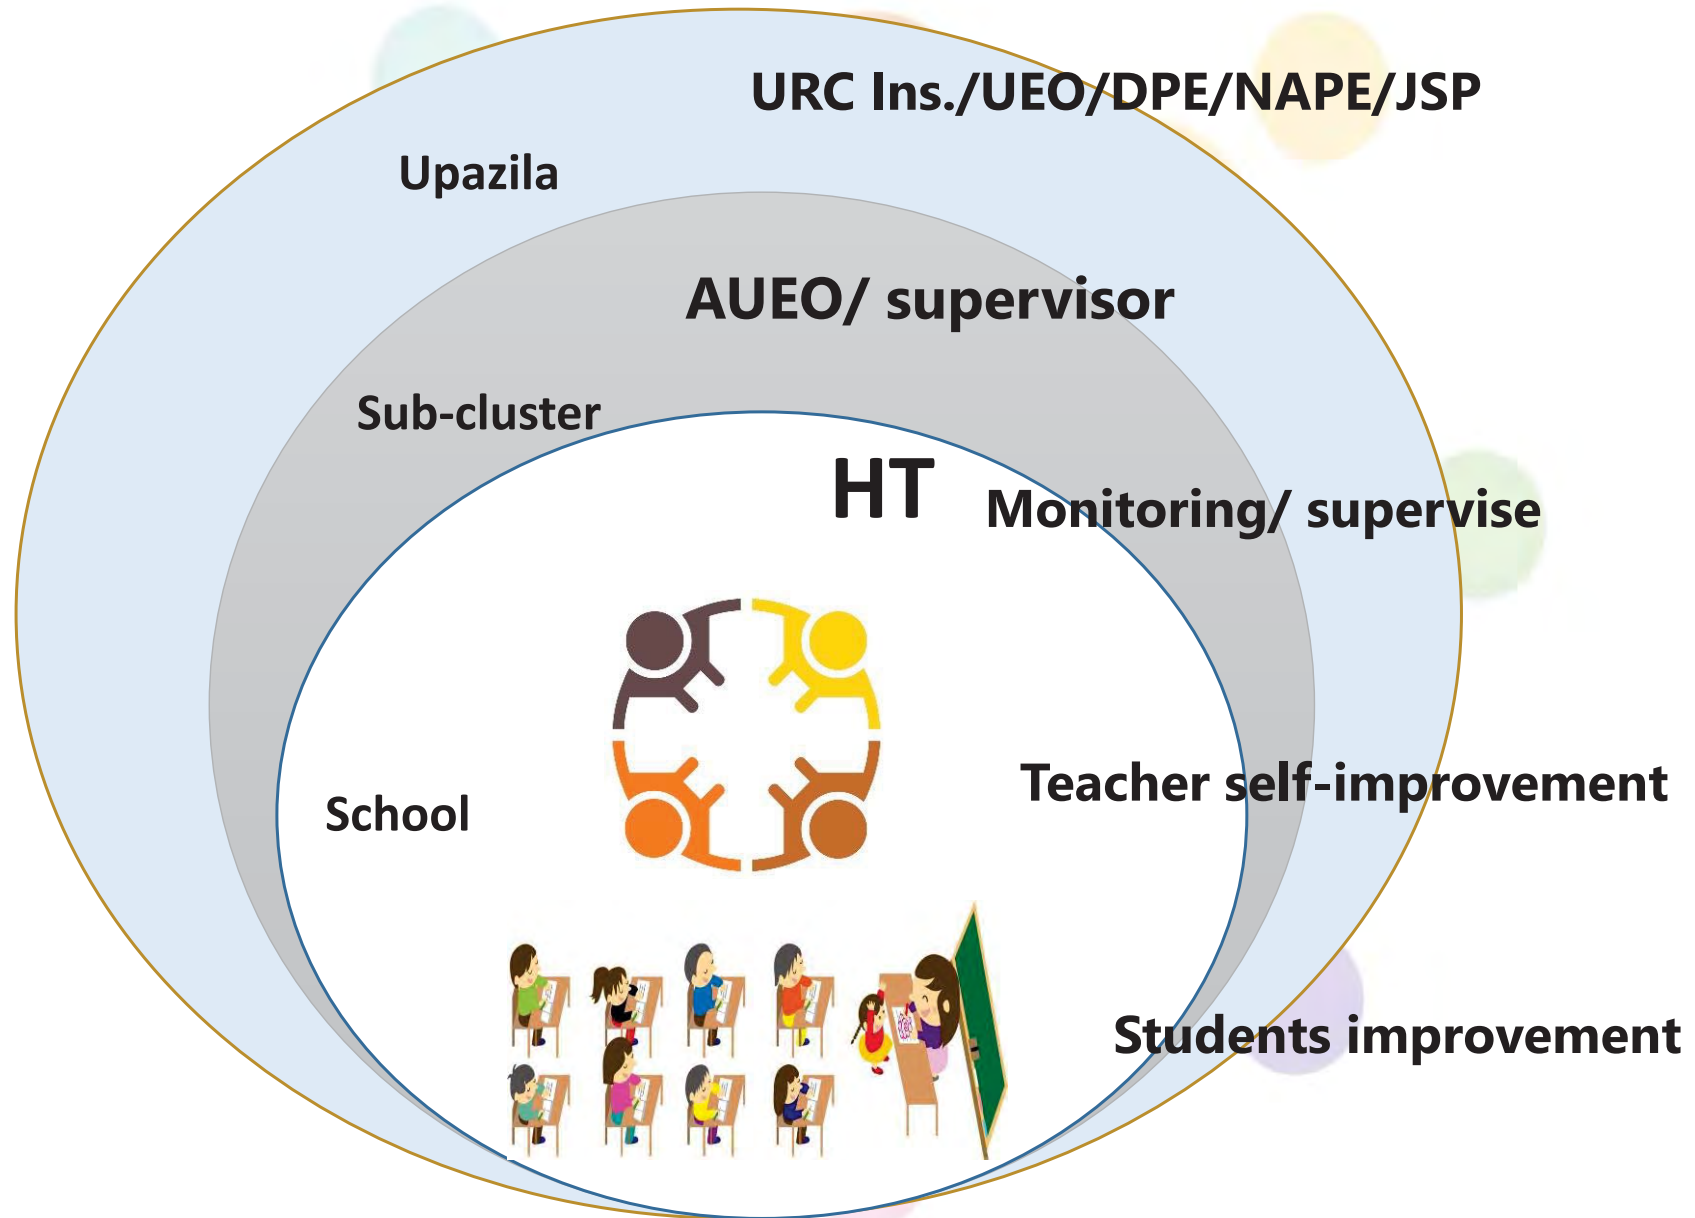 URC Ins./UEO/DPE/NAPE/JSP
Upazila
AUEO/ supervisor
Sub-cluster
HT
Monitoring/ supervise
Teacher self-improvement
School
Students improvement